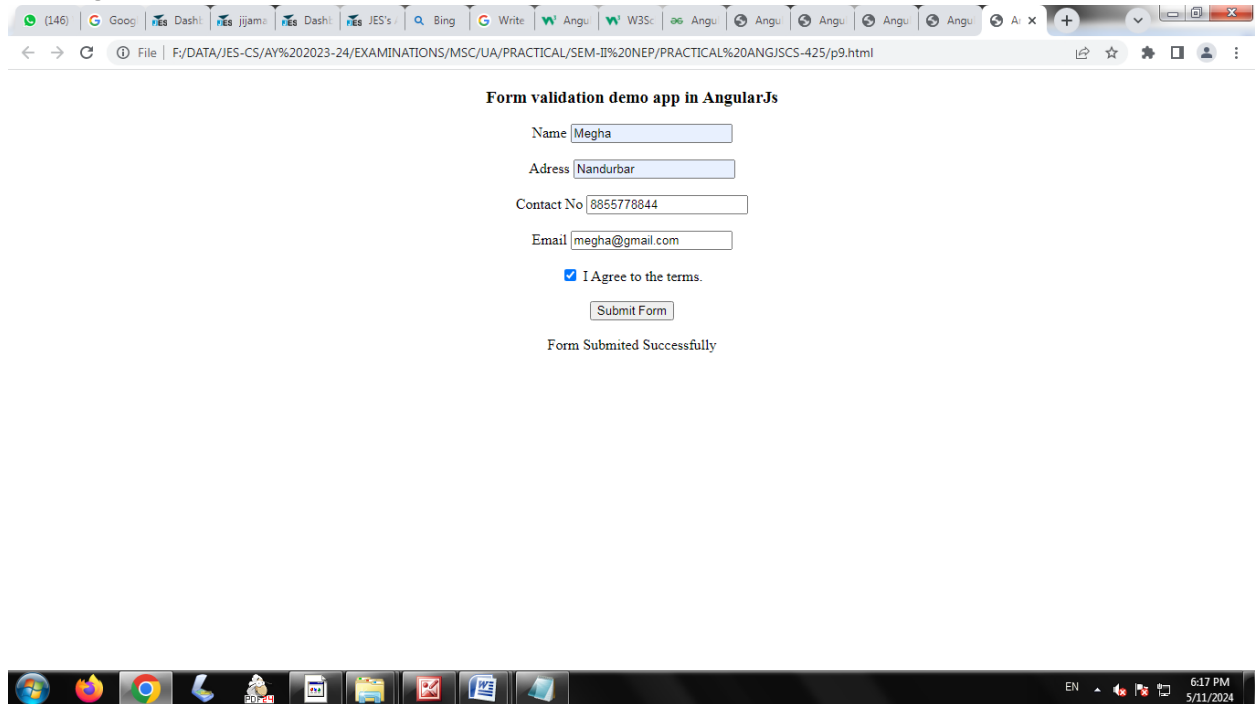 (146) Goog Dashb jijama Dashb JES's A Bing Write Angu W3Sc Angu Angu Angu Angu Angu An
File F:/DATA/JES-CS/AY%202023-24/EXAMINATIONS/MSC/UA/PRACTICAL/SEM-II%20NEP/PRACTICAL%20ANGJSCS-425/p9.html
Form validation demo app in AngularJs
Name Megha
Adress Nandurbar
Contact No 8855778844
Email megha@gmail.com
I Agree to the terms.
Submit Form
Form Submited Successfully
EN 6:17 PM
5/11/2024